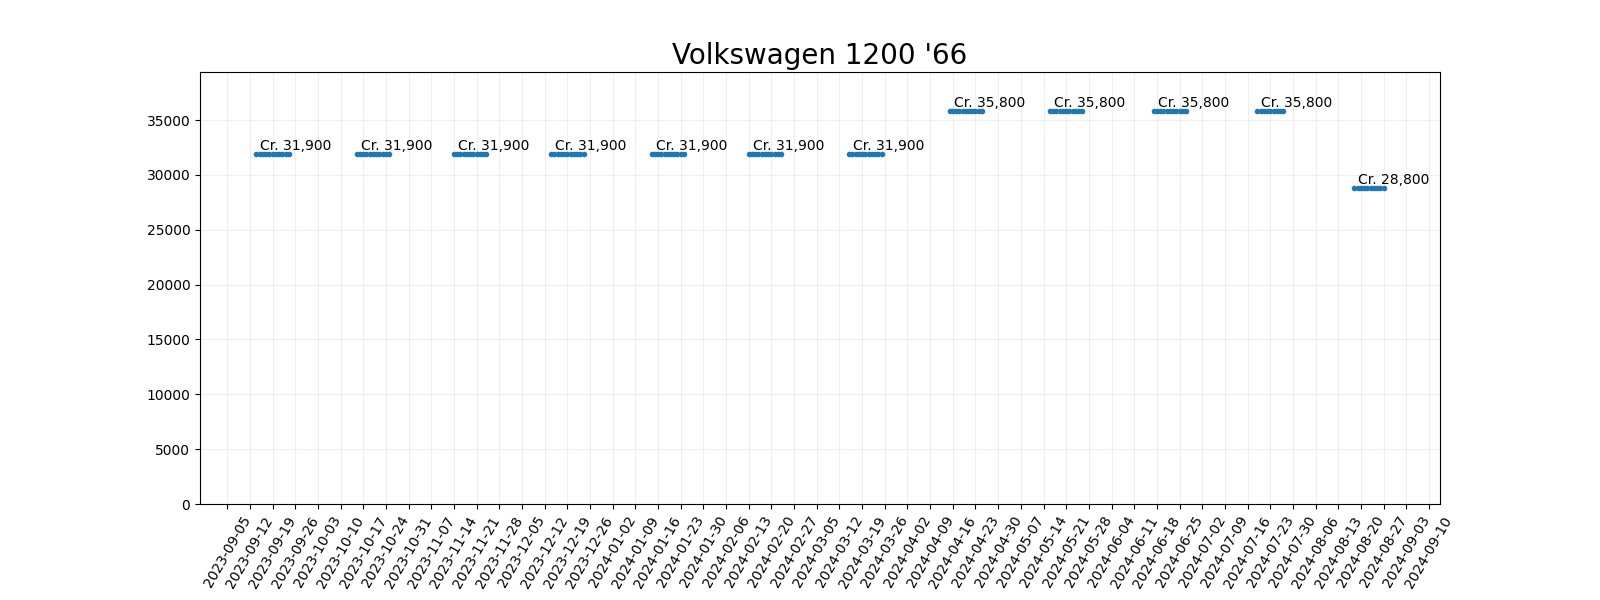 Volkswagen 1200 '66
Cr. 35,800 Cr. 35,800 Cr. 35,800 Cr. 35,800
35000
Cr. 31,900 Cr. 31,900 Cr. 31,900 Cr. 31,900 Cr. 31,900 Cr. 31,900 Cr. 31,900
30000
Cr. 28,800
25000
20000
15000
10000
5000
0
2023-09-05 2023-09-12 2023-09-19 2023-09-26 2023-10-03 2023-10-10 2023-10-17 2023-10-24 2023-10-31 2023-11-07 2023-11-14 2023-11-21 2023-11-28 2023-12-05 2023-12-12 2023-12-19 2023-12-26 2024-01-02 2024-01-09 2024-01-16 2024-01-23 2024-01-30 2024-02-06 2024-02-13 2024-02-20 2024-02-27 2024-03-05 2024-03-12 2024-03-19 2024-03-26 2024-04-02 2024-04-09 2024-04-16 2024-04-23 2024-04-30 2024-05-07 2024-05-14 2024-05-21 2024-05-28 2024-06-04 2024-06-11 2024-06-18 2024-06-25 2024-07-02 2024-07-09 2024-07-16 2024-07-23 2024-07-30 2024-08-06 2024-08-13 2024-08-20 2024-08-27 2024-09-03 2024-09-10